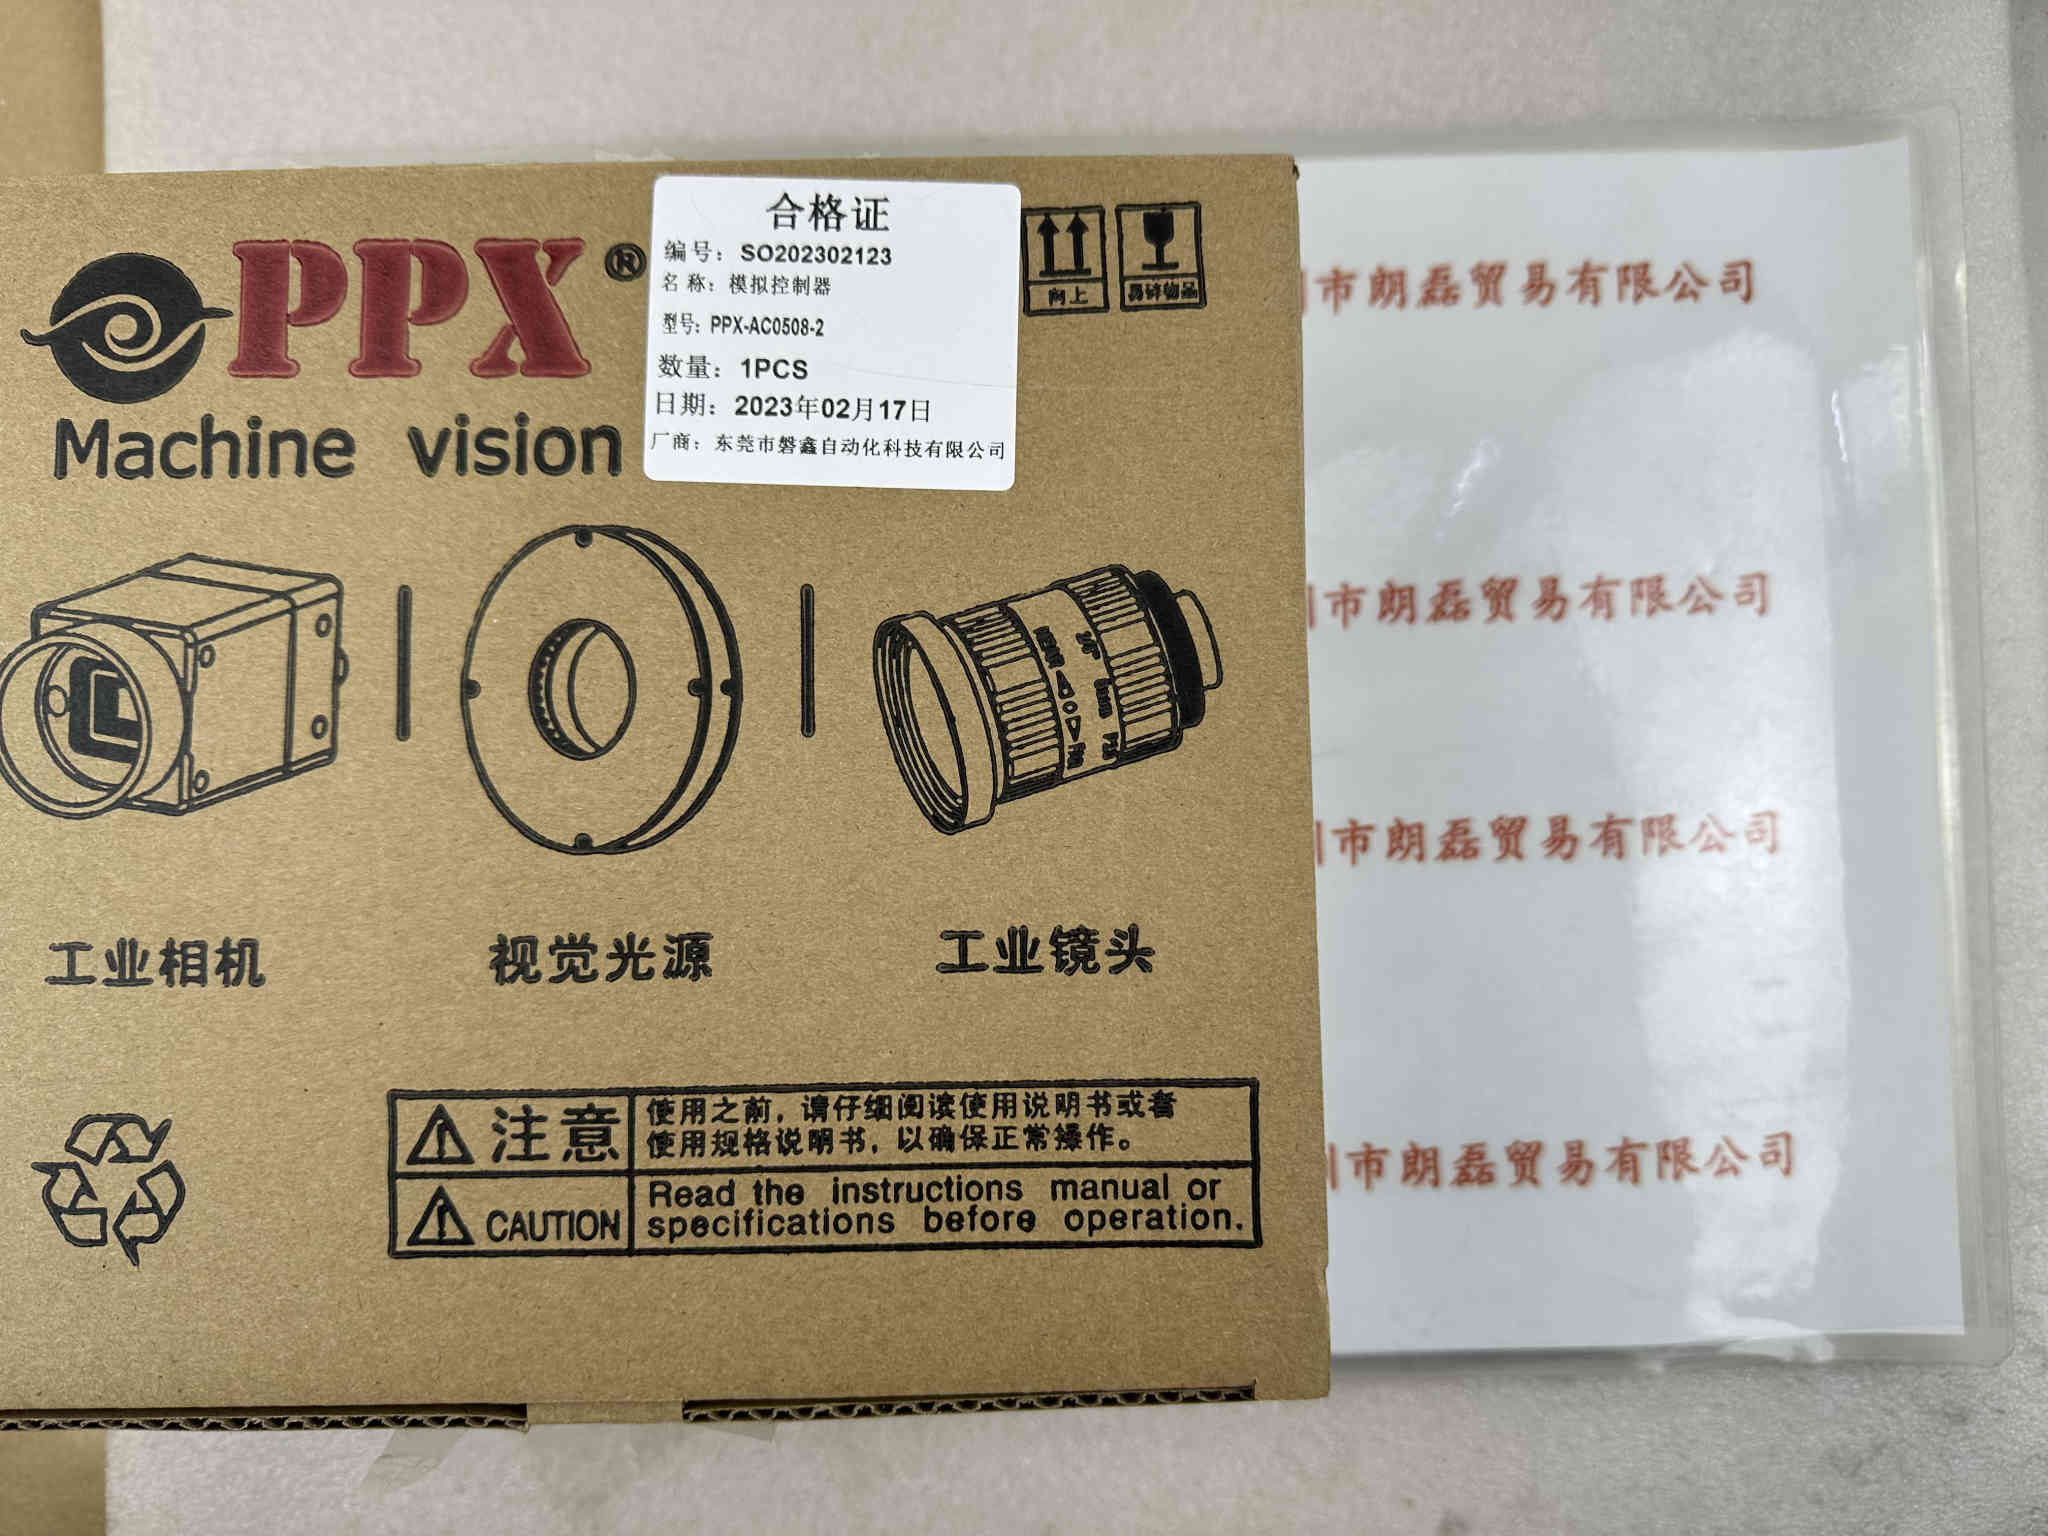 PPX®
Machine vision
合格证
编号：SO202302123
名称：模拟控制器
型号：PPX-AC0508-2
数量：1PCS
日期：2023年02月17日
厂商：东莞市磐鑫自动化科技有限公司
向上
易碎物品
工业相机
视觉光源
工业镜头
注意
使用之前，请仔细阅读使用说明书或者
使用规格说明书，以确保正常操作。
CAUTION
Read the instructions manual or
specifications before operation.
市朗磊贸易有限公司
市朗磊贸易有限公司
市朗磊贸易有限公司
市朗磊贸易有限公司